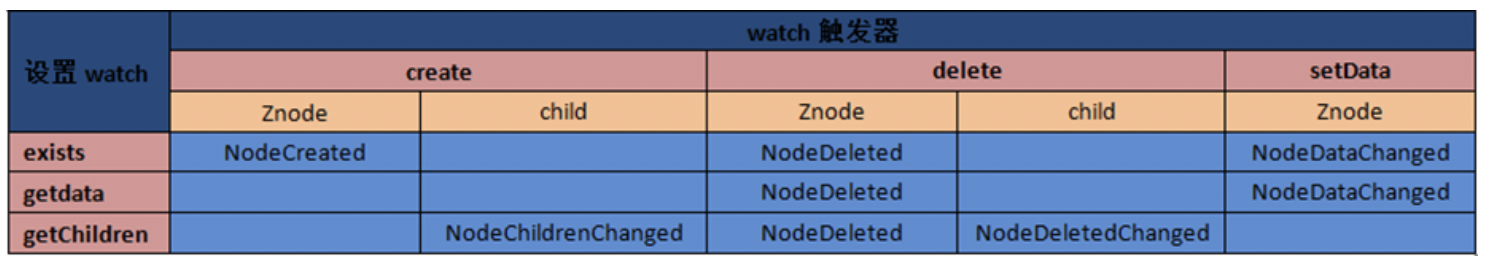 watch 触发器
设置 watch
create delete setData
Znode child Znode child Znode
exists NodeCreated NodeDeleted NodeDataChanged
getdata NodeDeleted NodeDataChanged
getChildren NodeChildrenChanged NodeDeleted NodeDeletedChanged